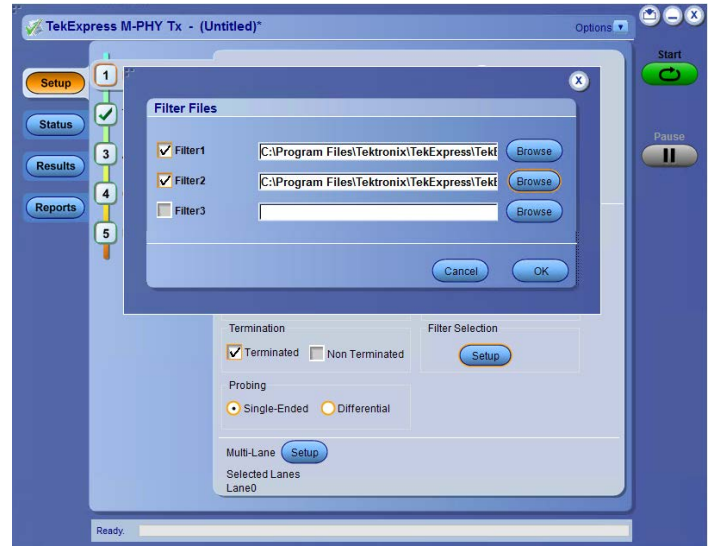 TekExpress M-PHY Tx - (Untitled)*
Options
Start
Setup
Status
Results
Reports
Pause
1
3
4
5
Filter Files
Filter1 C:\Program Files\Tektronix\TekExpress\TekE Browse
Filter2 C:\Program Files\Tektronix\TekExpress\TekE Browse
Filter3 Browse
Cancel OK
Termination
Terminated Non Terminated
Filter Selection
Setup
Probing
Single-Ended Differential
Multi-Lane Setup
Selected Lanes
Lane0
Ready.